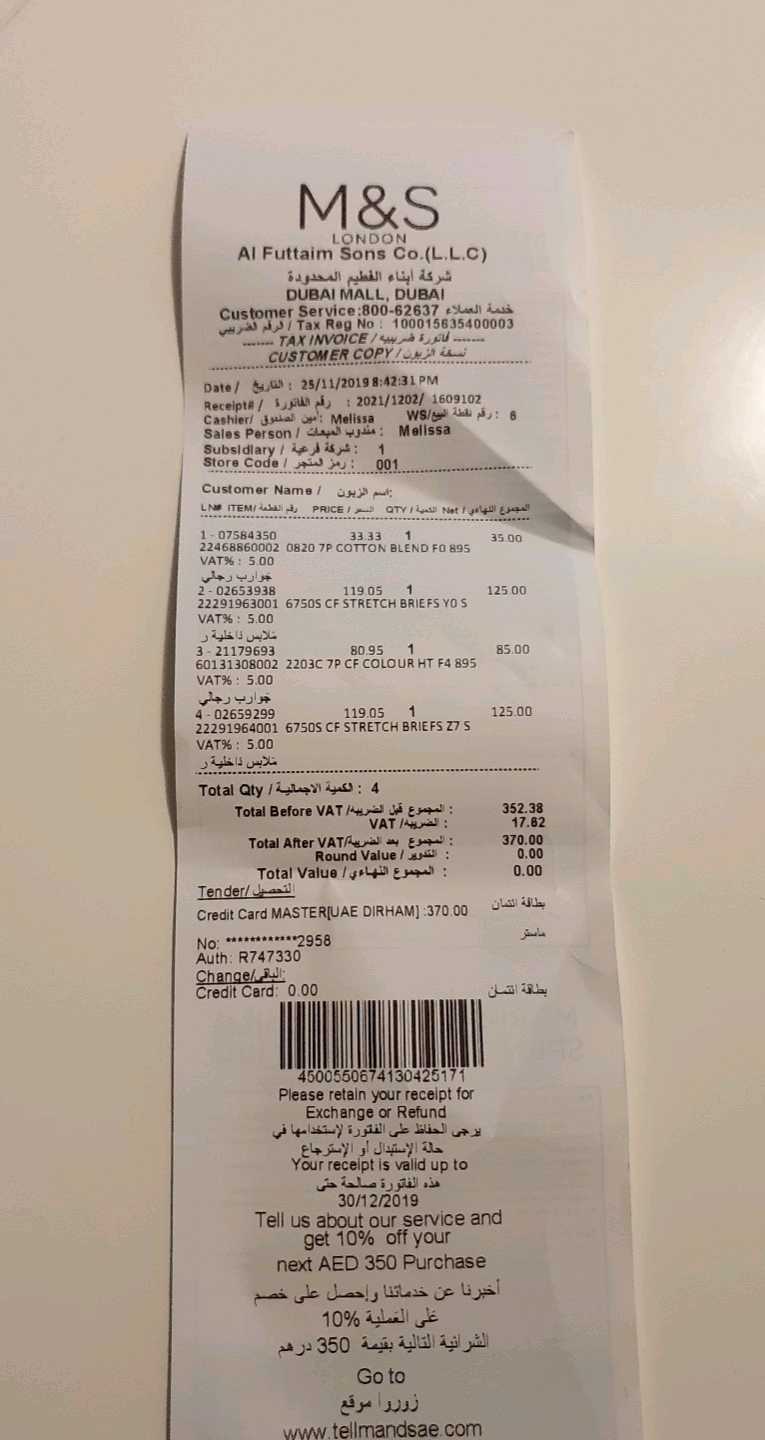 M&S
LONDON
Al Futtaim Sons Co.(L.L.C)
شركة أبناء الفطيم المحدودة
DUBAI MALL, DUBAI
Customer Service:800-62637 خدمة العملاء
الرقم الضريبي / Tax Reg No : 100015635400003
------- TAX INVOICE / فاتورة ضريبيه -------
CUSTOMER COPY / نسخة الزبون
Date / التاريخ : 25/11/2019 8:42:31 PM
Receipt# / رقم الفاتورة : 2021/1202/ 1609102
Cashier/ أمين الصندوق: Melissa WS/رقم نقطة البيع : 6
Sales Person / مندوب المبيعات : Melissa
Subsidiary / شركة فرعية : 1
Store Code / رمز المتجر : 001
Customer Name / اسم الزبون:
LN# ITEM/ رقم القطعة PRICE / السعر QTY / الكمية Net / المجموع النهاءي
1 - 07584350 33.33 1 35.00
22468860002 0820 7P COTTON BLEND F0 895
VAT% : 5.00
جوارب رجالي
2 - 02653938 119.05 1 125.00
22291963001 6750S CF STRETCH BRIEFS Y0 S
VAT% : 5.00
ملابس داخلية ر
3 - 21179693 80.95 1 85.00
60131308002 2203C 7P CF COLOUR HT F4 895
VAT% : 5.00
جوارب رجالي
4 - 02659299 119.05 1 125.00
22291964001 6750S CF STRETCH BRIEFS Z7 S
VAT% : 5.00
ملابس داخلية ر
Total Qty / الكمية الاجمالية : 4
Total Before VAT /المجموع قبل الضريبه : 352.38
VAT /الضريبه : 17.62
Total After VAT/المجموع بعد الضريبة : 370.00
Round Value / التدوير : 0.00
Total Value / المجموع النهاءي : 0.00
Tender/ التحصيل
Credit Card MASTER[UAE DIRHAM] :370.00 بطاقة ائتمان
ماستر
No: ************2958
Auth: R747330
Change/الباقي:
Credit Card: 0.00 بطاقة ائتمان
4500550674130425171
Please retain your receipt for
Exchange or Refund
يرجى الحفاظ على الفاتورة لإستخدامها في
حالة الإستبدال أو الإسترجاع
Your receipt is valid up to
هذه الفاتورة صالحة حتى
30/12/2019
Tell us about our service and
get 10% off your
next AED 350 Purchase
أخبرنا عن خدماتنا وإحصل على خصم
10% على العملية
الشرائية التالية بقيمة 350 درهم
Go to
زوروا موقع
www.tellmandsae.com